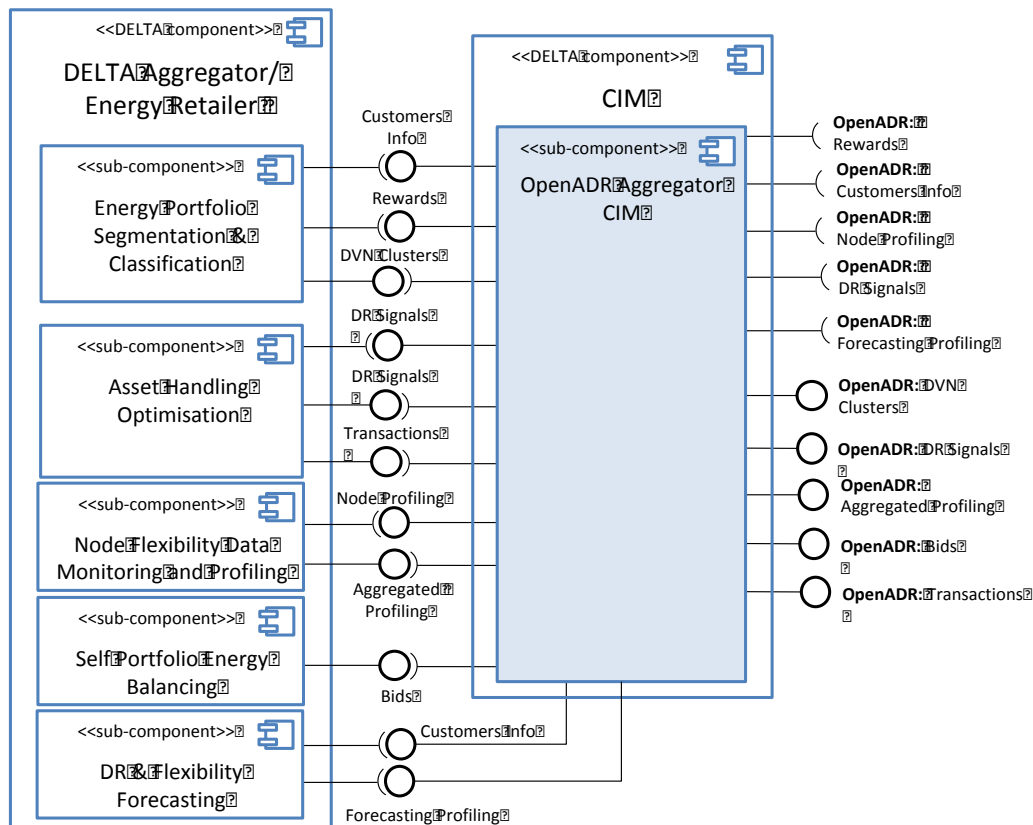 <<DELTA component>>
DELTA Aggregator/
Energy Retailer
<<sub-component>>
Energy Portfolio
Segmentation &
Classification
<<sub-component>>
Asset Handling
Optimisation
<<sub-component>>
Node Flexibility Data
Monitoring and Profiling
<<sub-component>>
Self Portfolio Energy
Balancing
<<sub-component>>
DR & Flexibility
Forecasting
Customers
Info
Rewards
DVN Clusters
DR Signals
DR Signals
Transactions
Node Profiling
Aggregated
Profiling
Bids
Customers Info
Forecasting Profiling
<<DELTA component>>
CIM
<<sub-component>>
OpenADR Aggregator
CIM
OpenADR:
Rewards
OpenADR:
Customers Info
OpenADR:
Node Profiling
OpenADR:
DR Signals
OpenADR:
Forecasting Profiling
OpenADR: DVN
Clusters
OpenADR: DR Signals
OpenADR:
Aggregated Profiling
OpenADR: Bids
OpenADR: Transactions